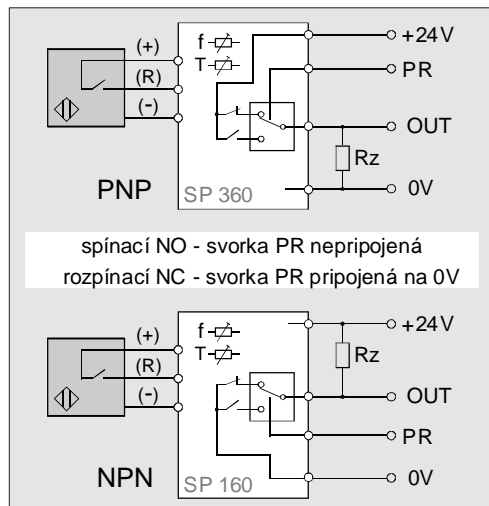 (+)
(R)
(-)
f
T
+24V
PR
OUT
Rz
0V
PNP
SP 360
spínací NO - svorka PR nepripojená
rozpínací NC - svorka PR pripojená na 0V
(+)
(R)
(-)
f
T
+24V
Rz
OUT
PR
0V
NPN
SP 160